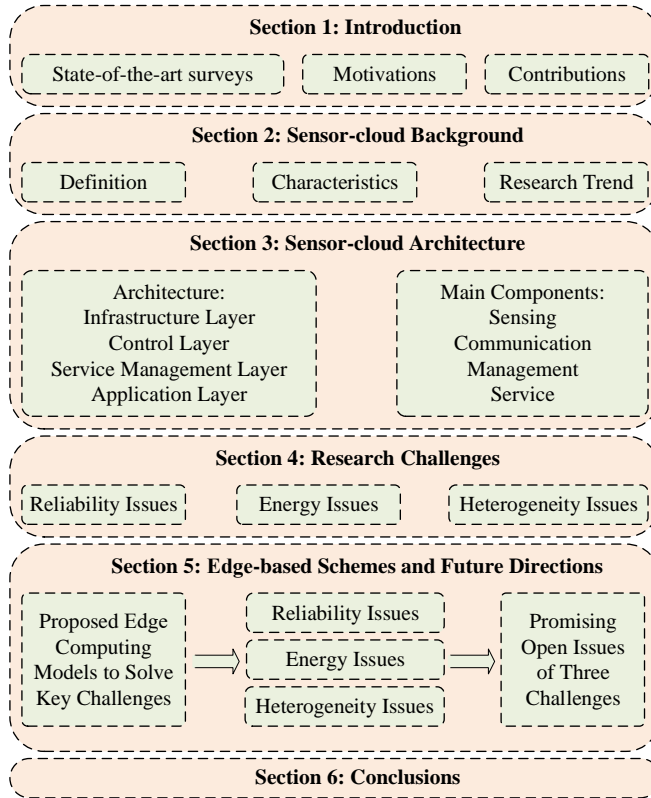 Section 1: Introduction
State-of-the-art surveys
Motivations
Contributions
Section 2: Sensor-cloud Background
Definition
Characteristics
Research Trend
Section 3: Sensor-cloud Architecture
Architecture:
Infrastructure Layer
Control Layer
Service Management Layer
Application Layer
Main Components:
Sensing
Communication
Management
Service
Section 4: Research Challenges
Reliability Issues
Energy Issues
Heterogeneity Issues
Section 5: Edge-based Schemes and Future Directions
Proposed Edge
Computing
Models to Solve
Key Challenges
Reliability Issues
Energy Issues
Heterogeneity Issues
Promising
Open Issues
of Three
Challenges
Section 6: Conclusions